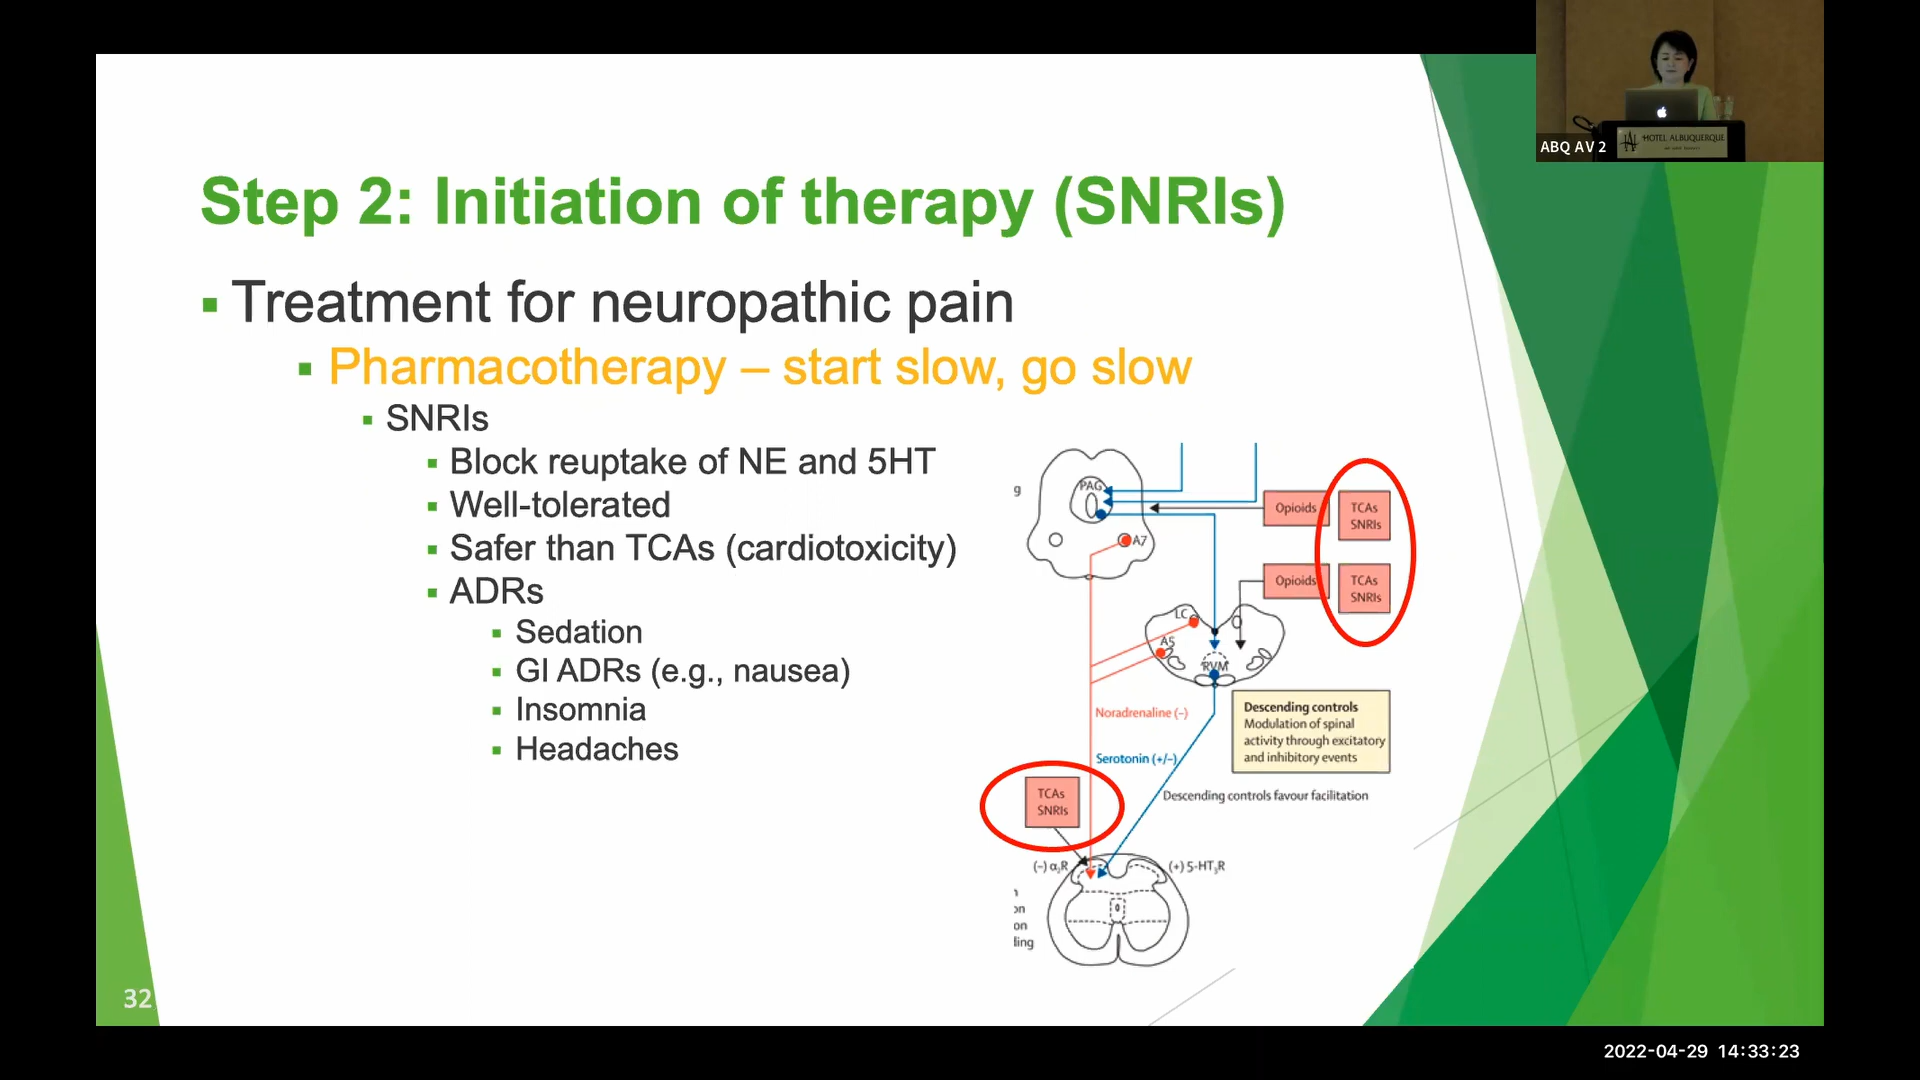 ABQ AV 2
HOTEL ALBUQUERQUE
Step 2: Initiation of therapy (SNRIs)
Treatment for neuropathic pain
Pharmacotherapy – start slow, go slow
SNRIs
Block reuptake of NE and 5HT
Well-tolerated
Safer than TCAs (cardiotoxicity)
ADRs
Sedation
GI ADRs (e.g., nausea)
Insomnia
Headaches
g
PAG
A7
Opioids
TCAs
SNRIs
Opioids
TCAs
SNRIs
LC
A5
RVM
Noradrenaline (–)
Serotonin (+/–)
Descending controls
Modulation of spinal
activity through excitatory
and inhibitory events
Descending controls favour facilitation
TCAs
SNRIs
(–) α₂R
(+) 5-HT₃R
on
on
ling
32
2022-04-29 14:33:23